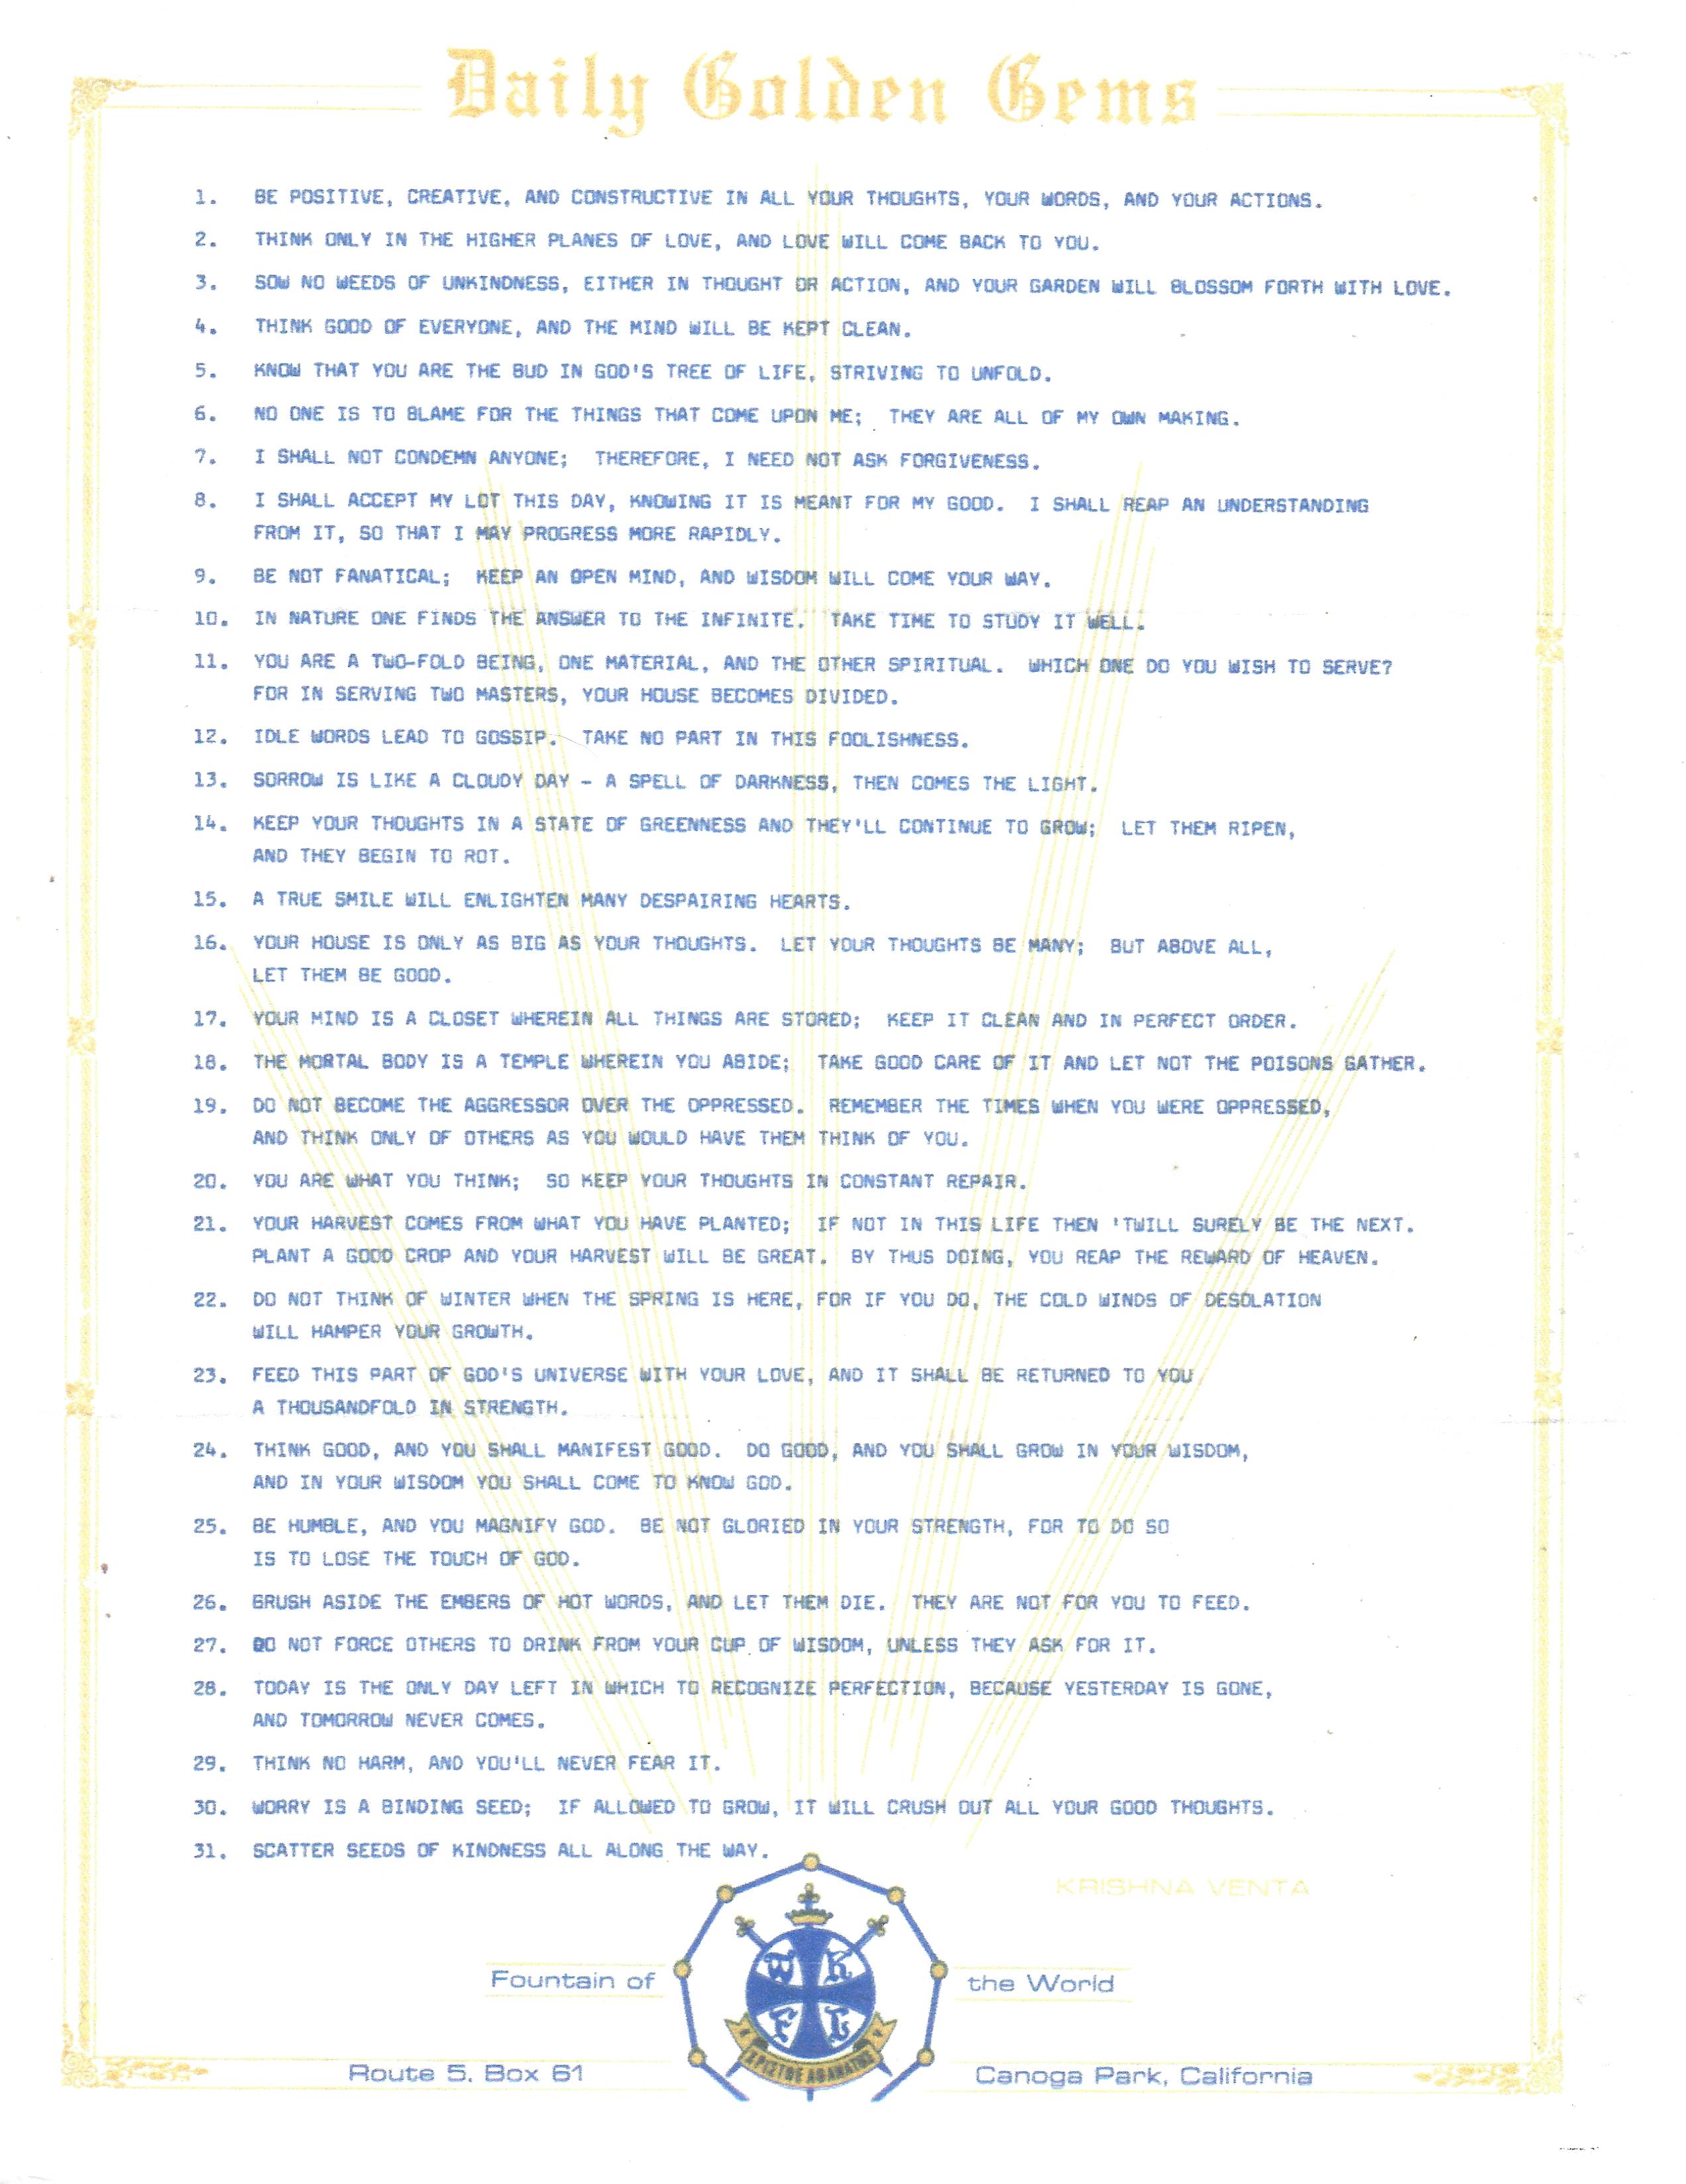 Daily Golden Gems
1. BE POSITIVE, CREATIVE, AND CONSTRUCTIVE IN ALL YOUR THOUGHTS, YOUR WORDS, AND YOUR ACTIONS.
2. THINK ONLY IN THE HIGHER PLANES OF LOVE, AND LOVE WILL COME BACK TO YOU.
3. SOW NO WEEDS OF UNKINDNESS, EITHER IN THOUGHT OR ACTION, AND YOUR GARDEN WILL BLOSSOM FORTH WITH LOVE.
4. THINK GOOD OF EVERYONE, AND THE MIND WILL BE KEPT CLEAN.
5. KNOW THAT YOU ARE THE BUD IN GOD'S TREE OF LIFE, STRIVING TO UNFOLD.
6. NO ONE IS TO BLAME FOR THE THINGS THAT COME UPON ME; THEY ARE ALL OF MY OWN MAKING.
7. I SHALL NOT CONDEMN ANYONE; THEREFORE, I NEED NOT ASK FORGIVENESS.
8. I SHALL ACCEPT MY LOT THIS DAY, KNOWING IT IS MEANT FOR MY GOOD. I SHALL REAP AN UNDERSTANDING
FROM IT, SO THAT I MAY PROGRESS MORE RAPIDLY.
9. BE NOT FANATICAL; KEEP AN OPEN MIND, AND WISDOM WILL COME YOUR WAY.
10. IN NATURE ONE FINDS THE ANSWER TO THE INFINITE. TAKE TIME TO STUDY IT WELL.
11. YOU ARE A TWO-FOLD BEING, ONE MATERIAL, AND THE OTHER SPIRITUAL. WHICH ONE DO YOU WISH TO SERVE?
FOR IN SERVING TWO MASTERS, YOUR HOUSE BECOMES DIVIDED.
12. IDLE WORDS LEAD TO GOSSIP. TAKE NO PART IN THIS FOOLISHNESS.
13. SORROW IS LIKE A CLOUDY DAY - A SPELL OF DARKNESS, THEN COMES THE LIGHT.
14. KEEP YOUR THOUGHTS IN A STATE OF GREENNESS AND THEY'LL CONTINUE TO GROW; LET THEM RIPEN,
AND THEY BEGIN TO ROT.
15. A TRUE SMILE WILL ENLIGHTEN MANY DESPAIRING HEARTS.
16. YOUR HOUSE IS ONLY AS BIG AS YOUR THOUGHTS. LET YOUR THOUGHTS BE MANY; BUT ABOVE ALL,
LET THEM BE GOOD.
17. YOUR MIND IS A CLOSET WHEREIN ALL THINGS ARE STORED; KEEP IT CLEAN AND IN PERFECT ORDER.
18. THE MORTAL BODY IS A TEMPLE WHEREIN YOU ABIDE; TAKE GOOD CARE OF IT AND LET NOT THE POISONS GATHER.
19. DO NOT BECOME THE AGGRESSOR OVER THE OPPRESSED. REMEMBER THE TIMES WHEN YOU WERE OPPRESSED,
AND THINK ONLY OF OTHERS AS YOU WOULD HAVE THEM THINK OF YOU.
20. YOU ARE WHAT YOU THINK; SO KEEP YOUR THOUGHTS IN CONSTANT REPAIR.
21. YOUR HARVEST COMES FROM WHAT YOU HAVE PLANTED; IF NOT IN THIS LIFE THEN 'TWILL SURELY BE THE NEXT.
PLANT A GOOD CROP AND YOUR HARVEST WILL BE GREAT. BY THUS DOING, YOU REAP THE REWARD OF HEAVEN.
22. DO NOT THINK OF WINTER WHEN THE SPRING IS HERE, FOR IF YOU DO, THE COLD WINDS OF DESOLATION
WILL HAMPER YOUR GROWTH.
23. FEED THIS PART OF GOD'S UNIVERSE WITH YOUR LOVE, AND IT SHALL BE RETURNED TO YOU
A THOUSANDFOLD IN STRENGTH.
24. THINK GOOD, AND YOU SHALL MANIFEST GOOD. DO GOOD, AND YOU SHALL GROW IN YOUR WISDOM,
AND IN YOUR WISDOM YOU SHALL COME TO KNOW GOD.
25. BE HUMBLE, AND YOU MAGNIFY GOD. BE NOT GLORIED IN YOUR STRENGTH, FOR TO DO SO
IS TO LOSE THE TOUCH OF GOD.
26. BRUSH ASIDE THE EMBERS OF HOT WORDS, AND LET THEM DIE. THEY ARE NOT FOR YOU TO FEED.
27. DO NOT FORCE OTHERS TO DRINK FROM YOUR CUP OF WISDOM, UNLESS THEY ASK FOR IT.
28. TODAY IS THE ONLY DAY LEFT IN WHICH TO RECOGNIZE PERFECTION, BECAUSE YESTERDAY IS GONE,
AND TOMORROW NEVER COMES.
29. THINK NO HARM, AND YOU'LL NEVER FEAR IT.
30. WORRY IS A BINDING SEED; IF ALLOWED TO GROW, IT WILL CRUSH OUT ALL YOUR GOOD THOUGHTS.
31. SCATTER SEEDS OF KINDNESS ALL ALONG THE WAY.
KRISHNA VENTA
W K
F L
Fountain of the World
Route 5, Box 61 Canoga Park, California